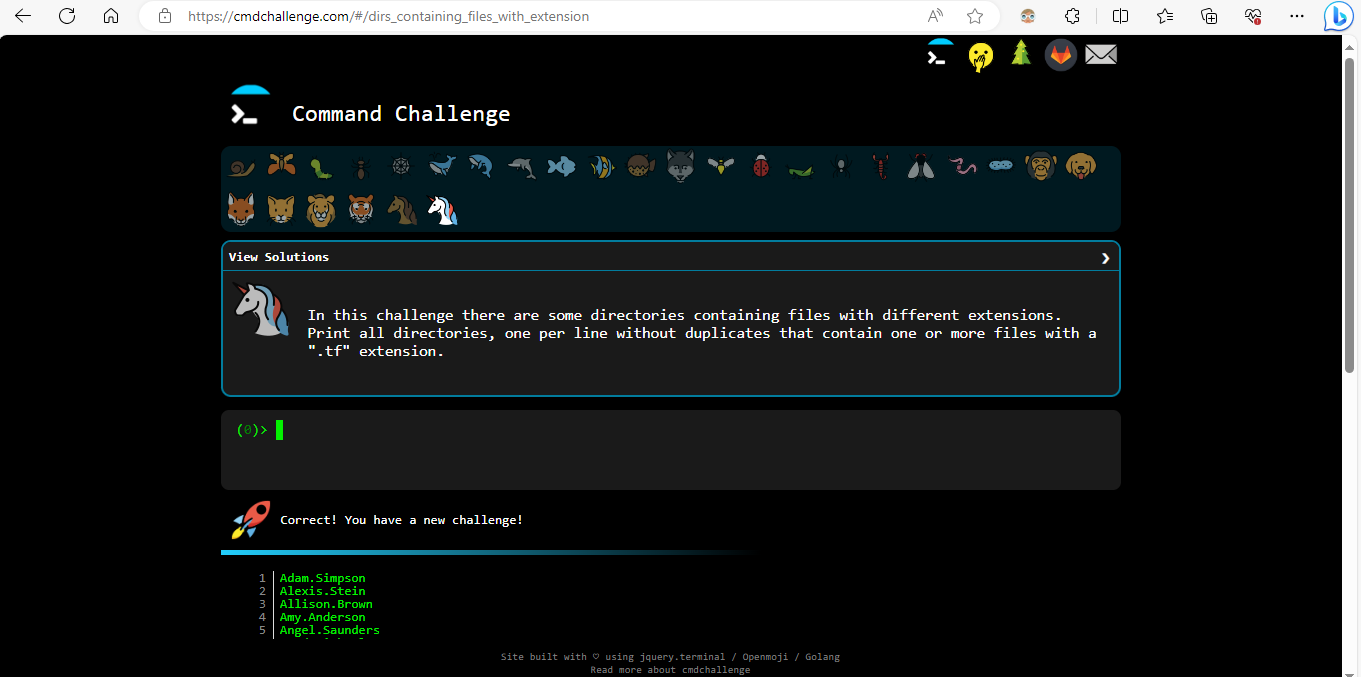 https://cmdchallenge.com/#/dirs_containing_files_with_extension
Command Challenge
View Solutions
In this challenge there are some directories containing files with different extensions.
Print all directories, one per line without duplicates that contain one or more files with a
".tf" extension.
(0)>
Correct! You have a new challenge!
1 Adam.Simpson
2 Alexis.Stein
3 Allison.Brown
4 Amy.Anderson
5 Angel.Saunders
Site built with ♡ using jquery.terminal / Openmoji / Golang
Read more about cmdchallenge